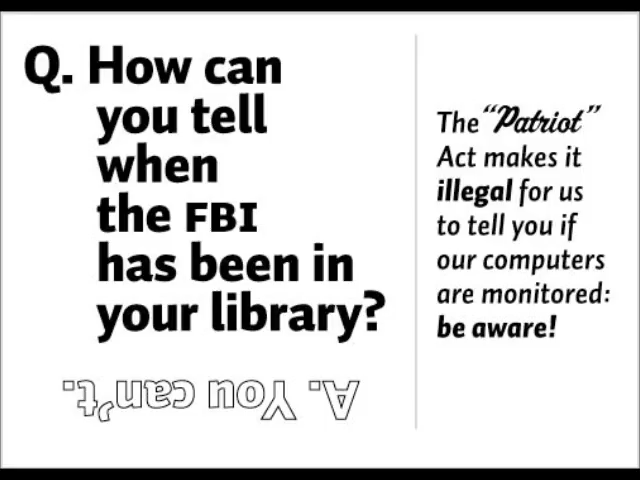 Q. How can
you tell
when
the FBI
has been in
your library?
A. You can't.
The “Patriot”
Act makes it
illegal for us
to tell you if
our computers
are monitored:
be aware!